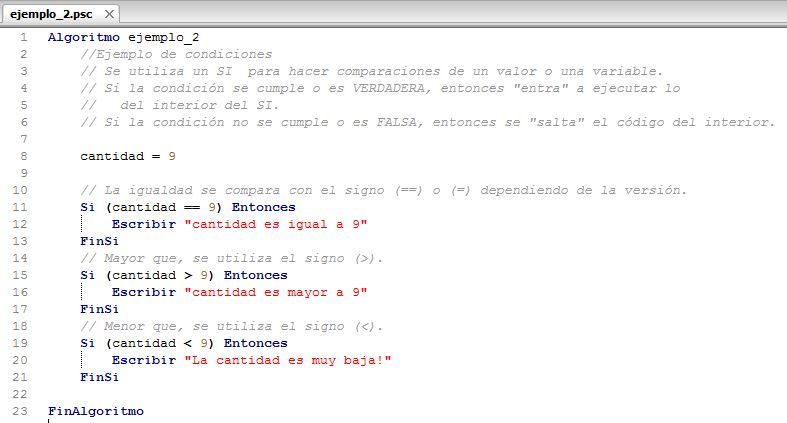 ejemplo_2.psc
1 Algoritmo ejemplo_2
2 //Ejemplo de condiciones
3 // Se utiliza un SI  para hacer comparaciones de un valor o una variable.
4 // Si la condición se cumple o es VERDADERA, entonces "entra" a ejecutar lo
5 //   del interior del SI.
6 // Si la condición no se cumple o es FALSA, entonces se "salta" el código del interior.
7
8 cantidad = 9
9
10 // La igualdad se compara con el signo (==) o (=) dependiendo de la versión.
11 Si (cantidad == 9) Entonces
12 Escribir "cantidad es igual a 9"
13 FinSi
14 // Mayor que, se utiliza el signo (>).
15 Si (cantidad > 9) Entonces
16 Escribir "cantidad es mayor a 9"
17 FinSi
18 // Menor que, se utiliza el signo (<).
19 Si (cantidad < 9) Entonces
20 Escribir "La cantidad es muy baja!"
21 FinSi
22
23 FinAlgoritmo